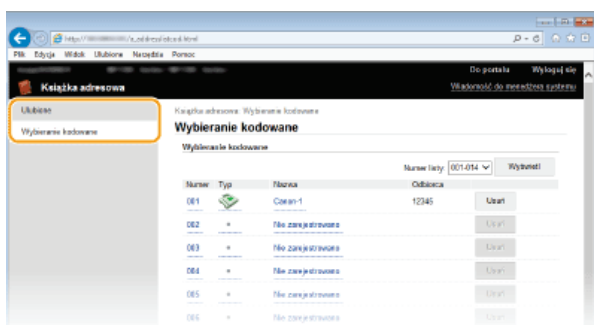 Plik Edycja Widok Ulubione Narzędzia Pomoc
Do portalu Wyloguj się
Książka adresowa
Wiadomość do menedżera systemu
Ulubione
Wybieranie kodowane
Książka adresowa: Wybieranie kodowane
Wybieranie kodowane
Wybieranie kodowane
Numer listy: 001-014 Wyświetl
Numer Typ Nazwa Odbiorca
001 Canon-1 12345 Usuń
002 Nie zarejestrowano Usuń
003 Nie zarejestrowano Usuń
004 Nie zarejestrowano Usuń
005 Nie zarejestrowano Usuń
006 Nie zarejestrowano